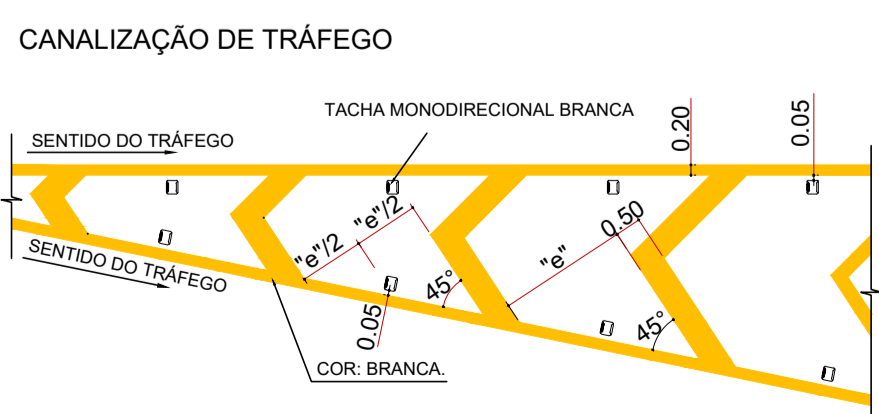 CANALIZAÇÃO DE TRÁFEGO
TACHA MONODIRECIONAL BRANCA
SENTIDO DO TRÁFEGO
0.20
0.05
"e"/2
"e"/2
0.50
"e"
SENTIDO DO TRÁFEGO
45°
0.05
45°
COR: BRANCA.